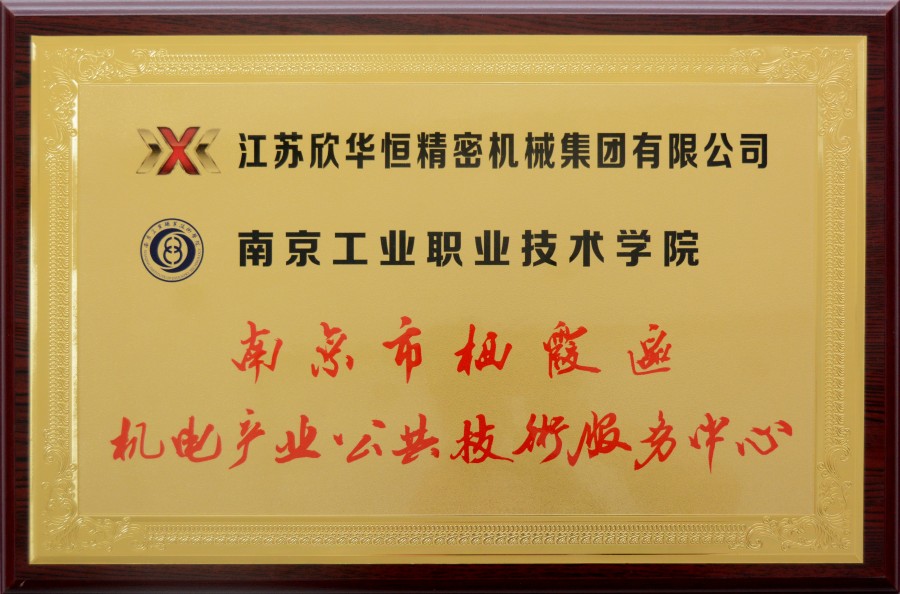 江苏欣华恒精密机械集团有限公司
南京工业职业技术学院
南京市栖霞区
机电产业公共技術服务中心